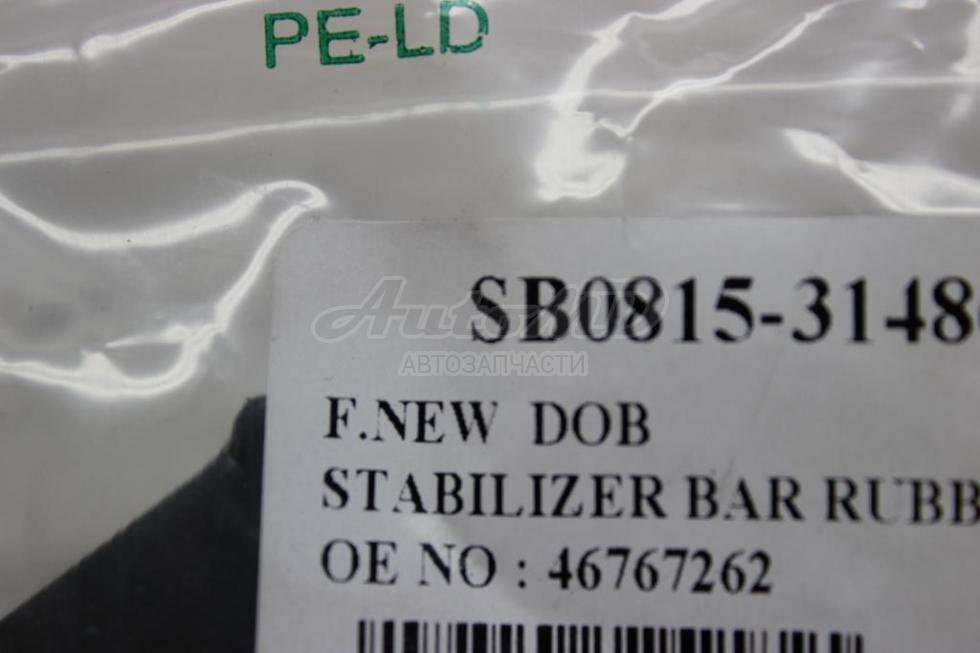 PE-LD
SB0815-3148
АВТОЗАПЧАСТИ
F.NEW DOB
STABILIZER BAR RUBB
OE NO : 46767262